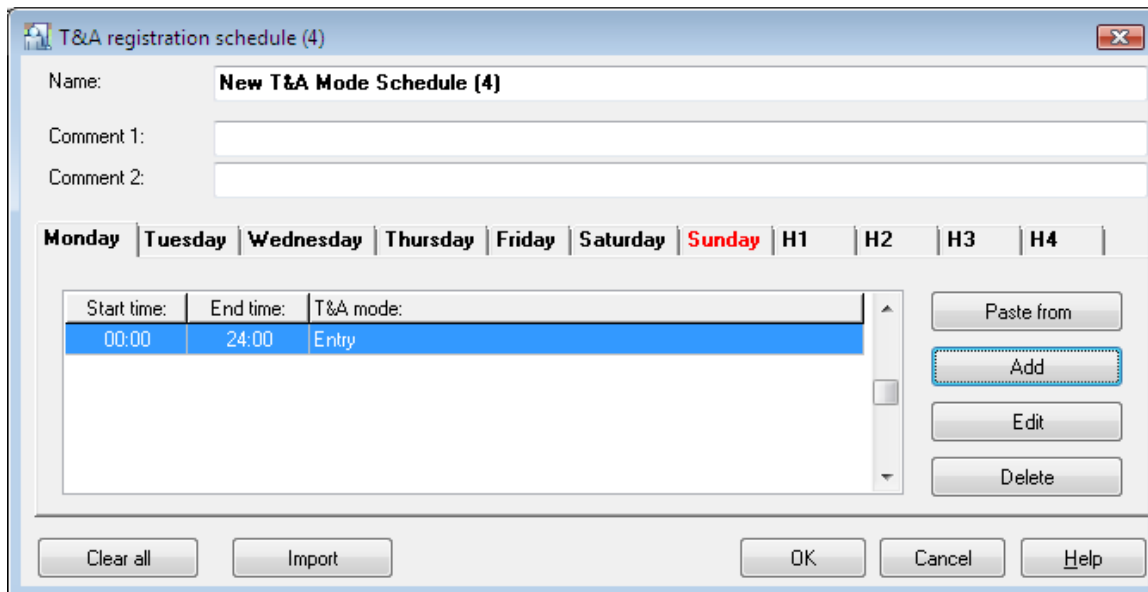 T&A registration schedule (4)
Name: New T&A Mode Schedule (4)
Comment 1:
Comment 2:
Monday Tuesday Wednesday Thursday Friday Saturday Sunday H1 H2 H3 H4
Start time: End time: T&A mode:
00:00 24:00 Entry
Paste from
Add
Edit
Delete
Clear all Import OK Cancel Help